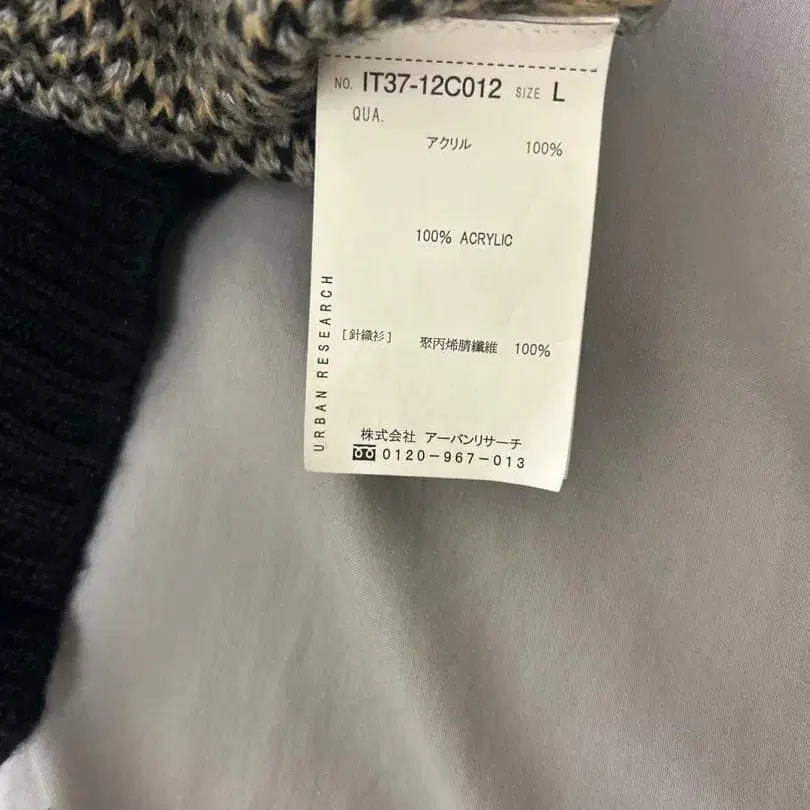 NO. IT37-12C012 SIZE L
QUA.
アクリル 100%
100% ACRYLIC
[針織衫] 聚丙烯腈纖維 100%
URBAN RESEARCH
株式会社 アーバンリサーチ
0120-967-013